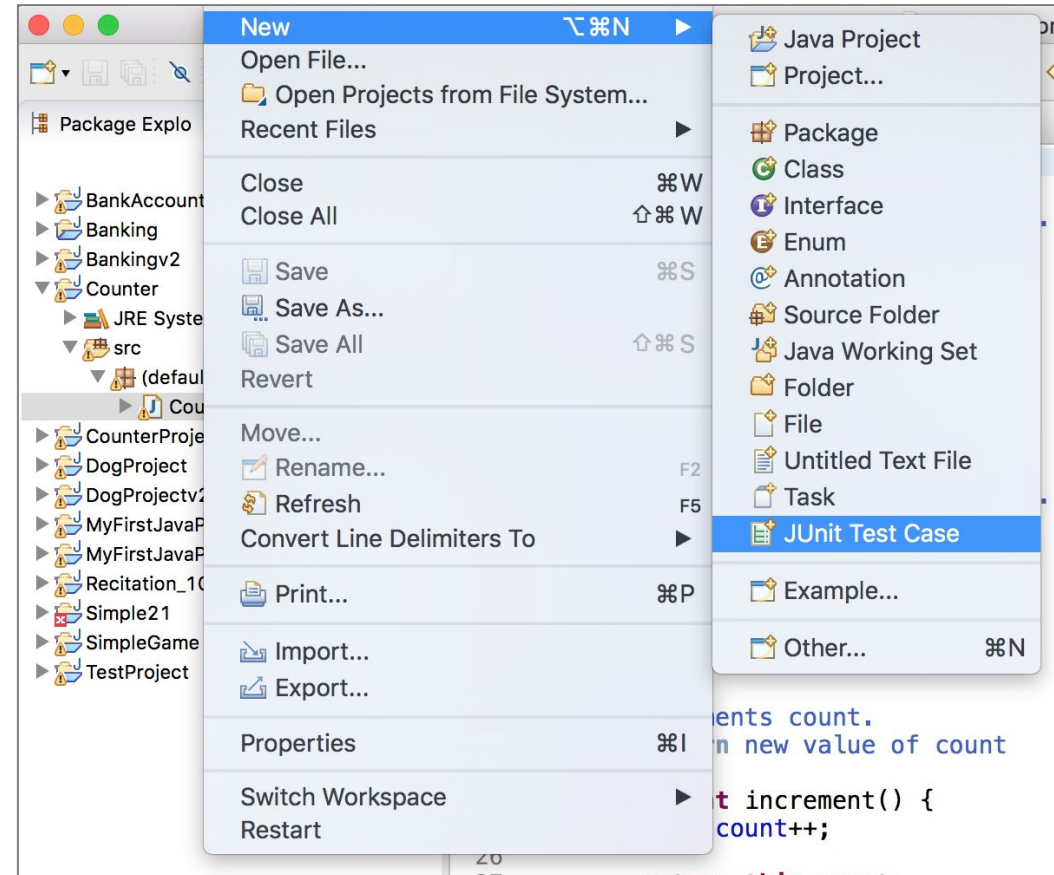 Package Explo
BankAccount
Banking
Bankingv2
Counter
JRE Syste
src
(defaul
Cou
CounterProje
DogProject
DogProjectv2
MyFirstJavaP
MyFirstJavaP
Recitation_10
Simple21
SimpleGame
TestProject
New ⌥⌘N ▶
Open File...
Open Projects from File System...
Recent Files ▶
Close ⌘W
Close All ⇧⌘W
Save ⌘S
Save As...
Save All ⇧⌘S
Revert
Move...
Rename... F2
Refresh F5
Convert Line Delimiters To ▶
Print... ⌘P
Import...
Export...
Properties ⌘I
Switch Workspace ▶
Restart
Java Project
Project...
Package
Class
Interface
Enum
Annotation
Source Folder
Java Working Set
Folder
File
Untitled Text File
Task
JUnit Test Case
Example...
Other... ⌘N
ents count.
n new value of count
t increment() {
count++;
26